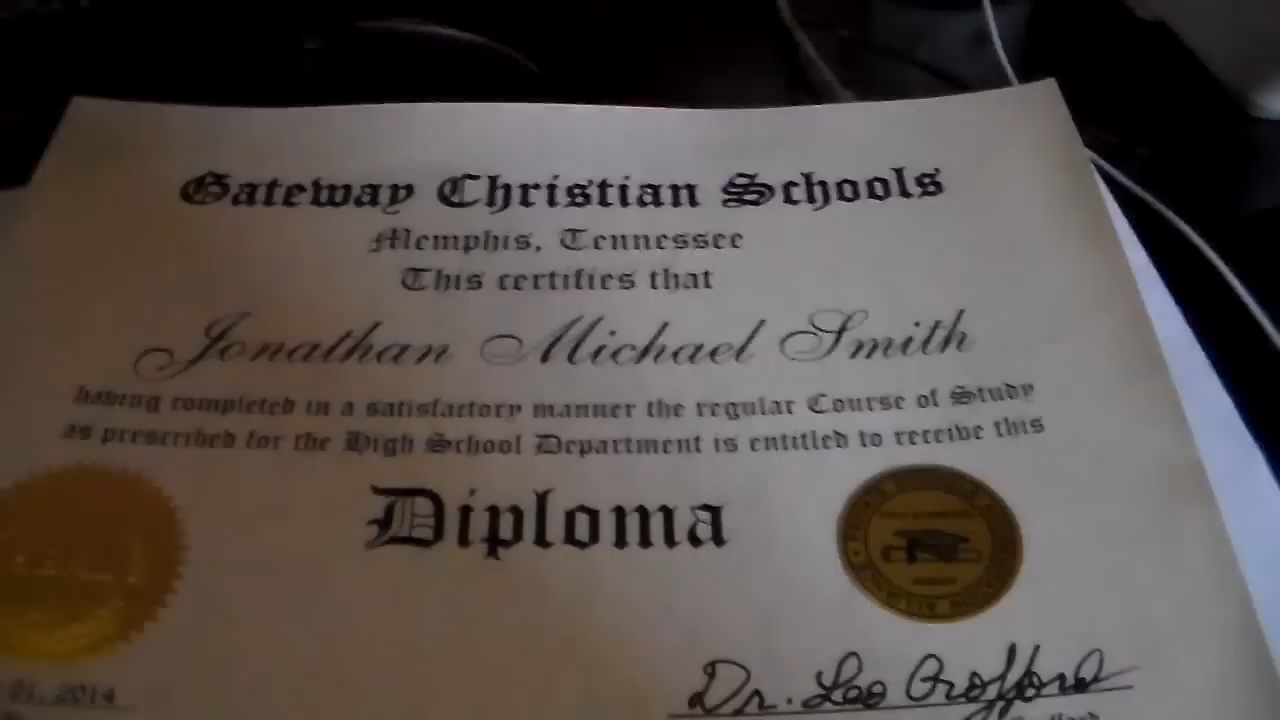 Gateway Christian Schools
Memphis, Tennessee
This certifies that
Jonathan Michael Smith
having completed in a satisfactory manner the regular Course of Study
as prescribed for the High School Department is entitled to receive this
Diploma
01, 2014
Dr. Leo Crofford